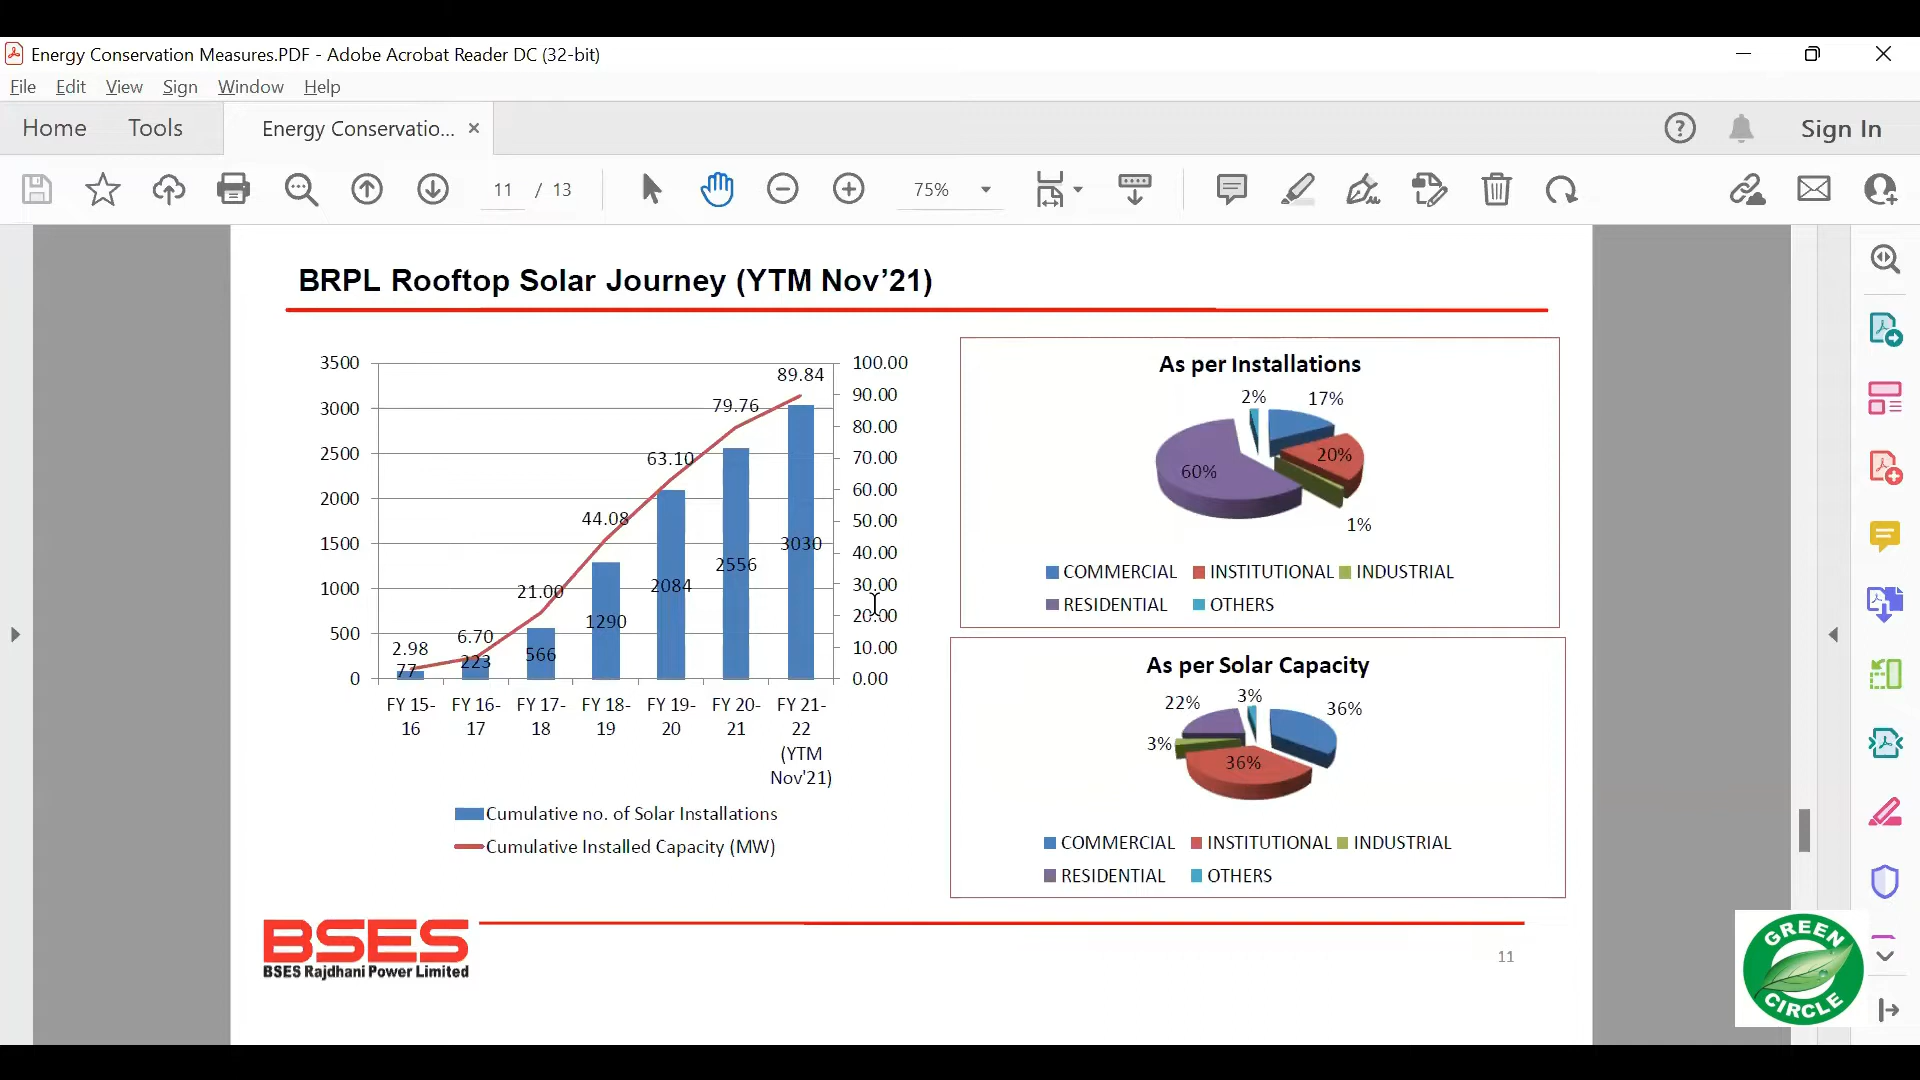 Energy Conservation Measures.PDF - Adobe Acrobat Reader DC (32-bit)
File Edit View Sign Window Help
Home Tools Energy Conservatio... × Sign In
11 / 13 75%
BRPL Rooftop Solar Journey (YTM Nov’21)
3500
3000
2500
2000
1500
1000
500
0
100.00
90.00
80.00
70.00
60.00
50.00
40.00
30.00
20.00
10.00
0.00
2.98
6.70
21.00
44.08
63.10
79.76
89.84
77
223
566
1290
2084
2556
3030
FY 15- FY 16- FY 17- FY 18- FY 19- FY 20- FY 21-
16 17 18 19 20 21 22
(YTM
Nov'21)
Cumulative no. of Solar Installations
Cumulative Installed Capacity (MW)
As per Installations
2% 17%
20%
60%
1%
COMMERCIAL INSTITUTIONAL INDUSTRIAL
RESIDENTIAL OTHERS
As per Solar Capacity
22% 3% 36%
3%
36%
COMMERCIAL INSTITUTIONAL INDUSTRIAL
RESIDENTIAL OTHERS
BSES
BSES Rajdhani Power Limited
11
GREEN
CIRCLE